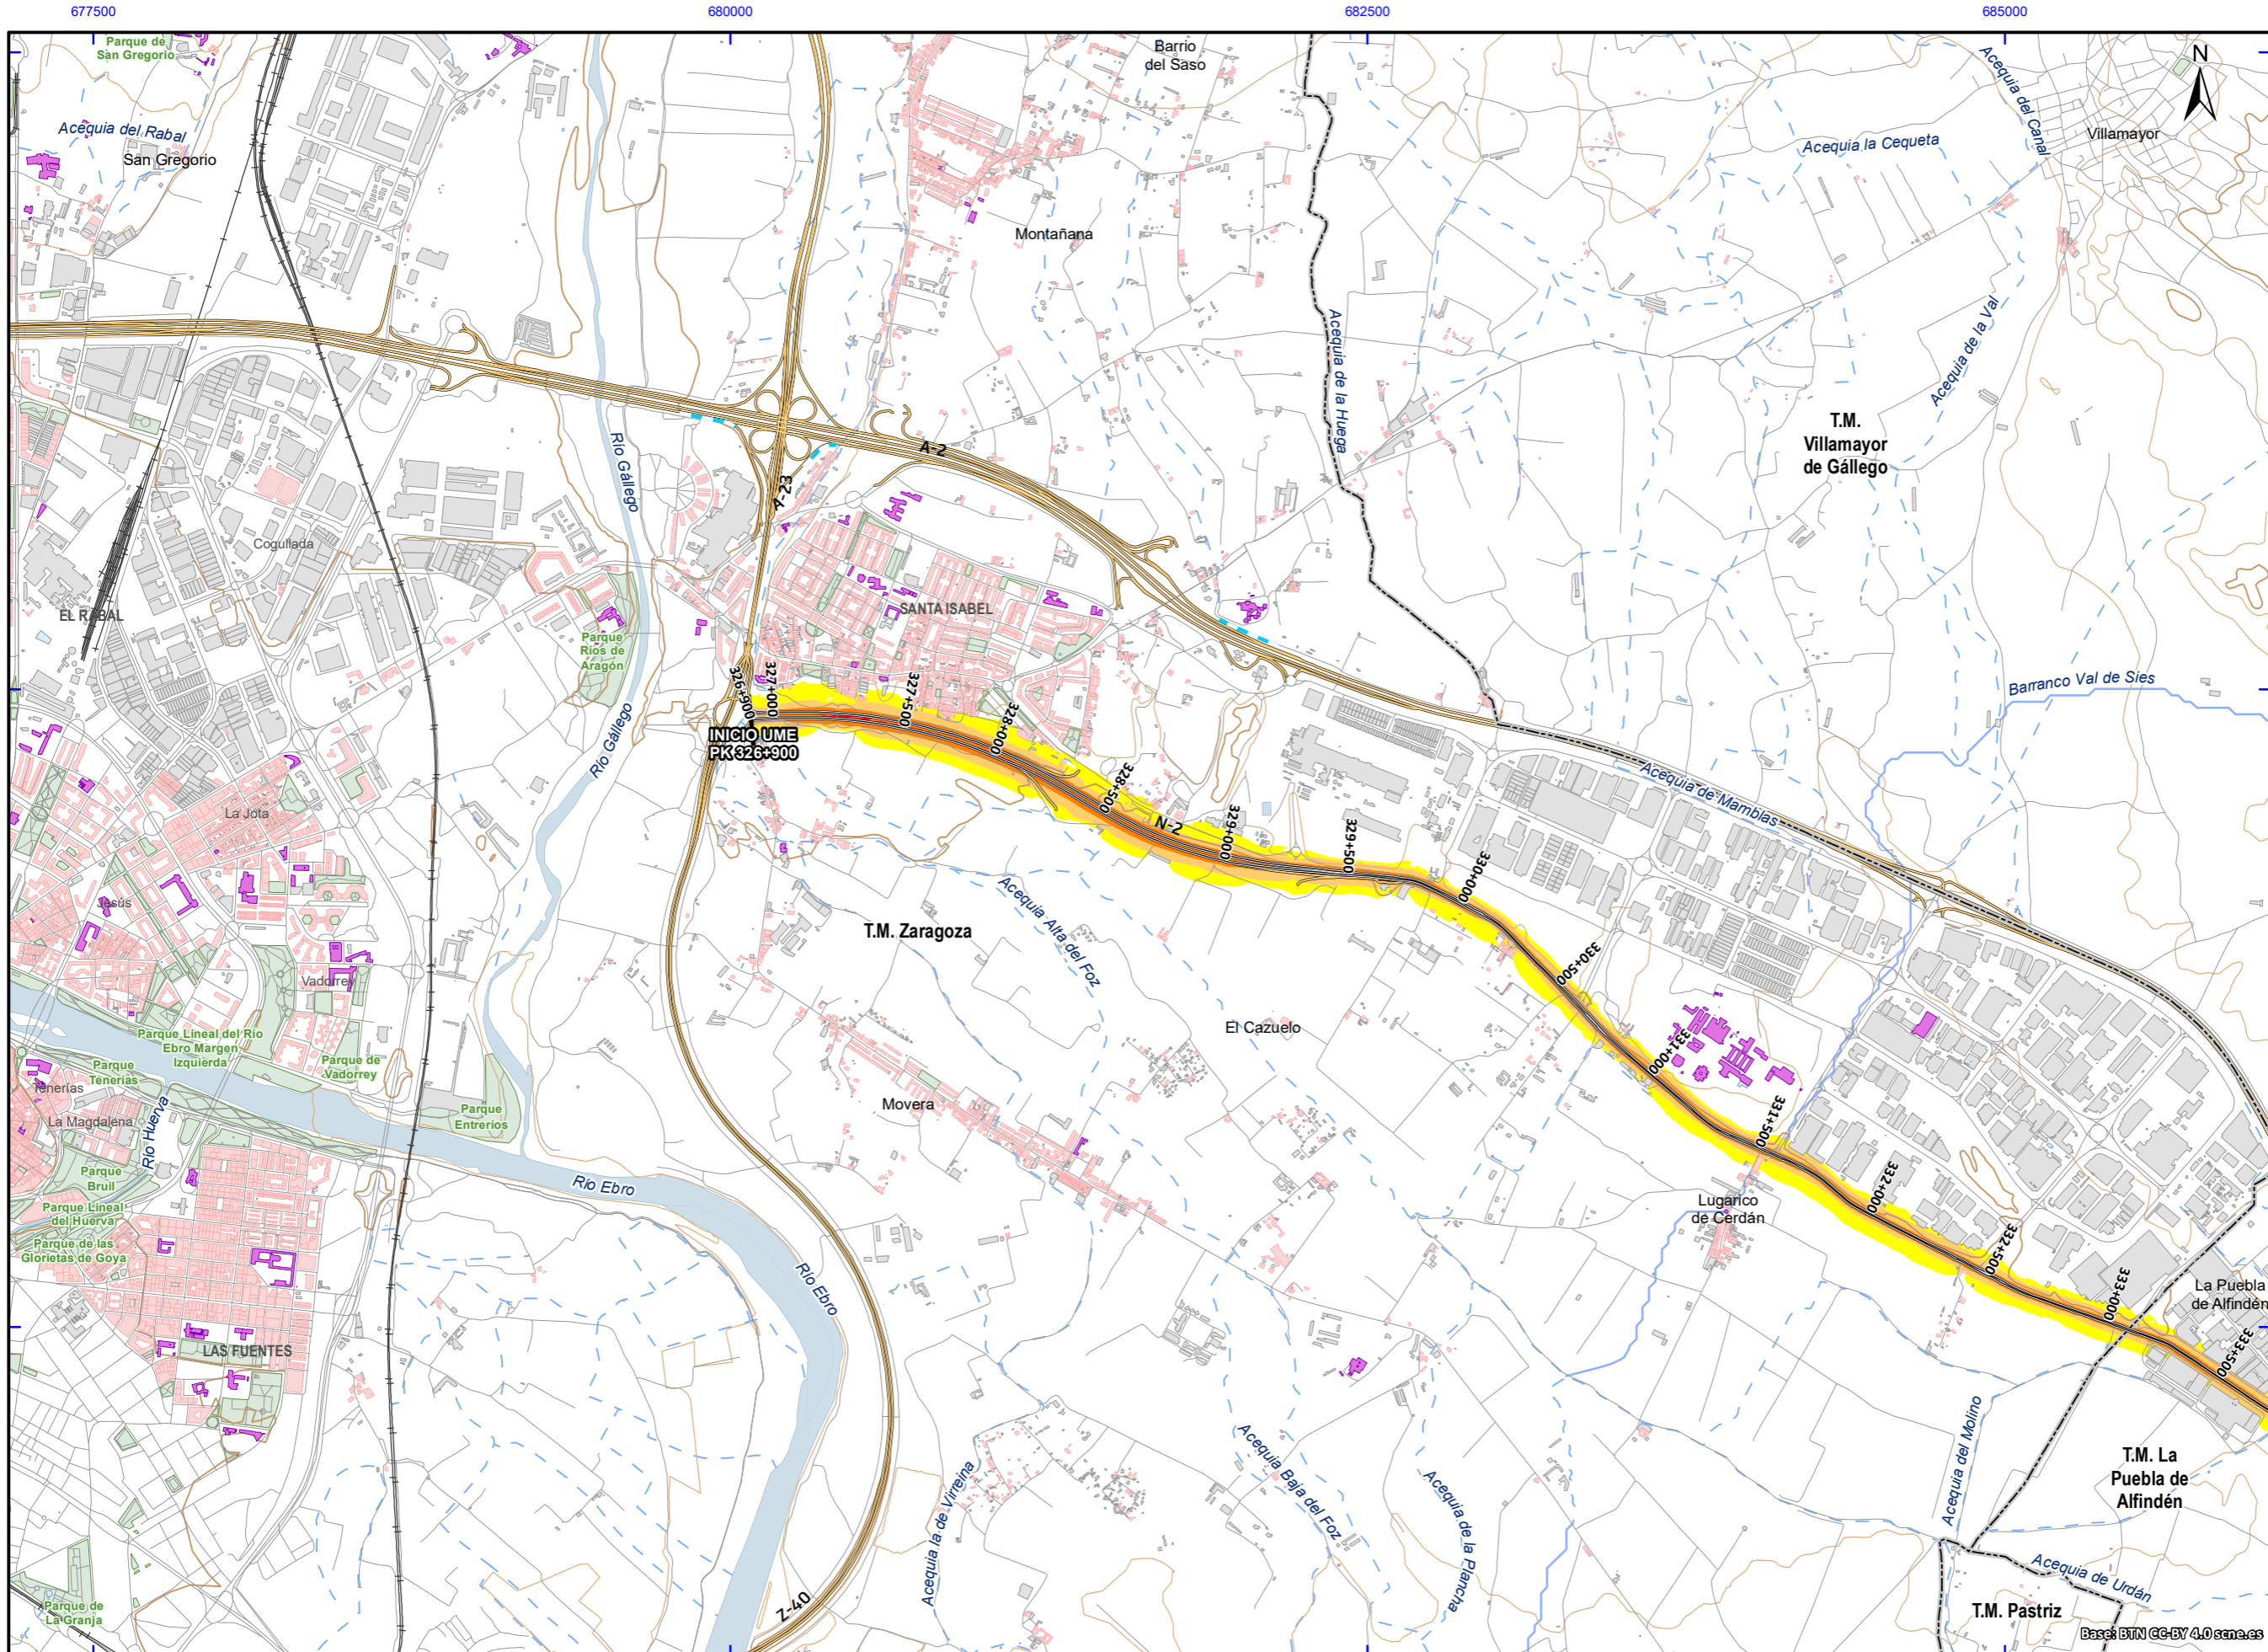 677500
680000
682500
685000
Parque de
San Gregorio
Barrio
del Saso
N
Acequia del Canal
Villamayor
Acequia del Rabal
San Gregorio
Acequia la Cequeta
Montañana
Acequia de la Huega
Acequia de la Val
T.M.
Villamayor
de Gállego
Río Gállego
A-2
A-23
Cogullada
EL RABAL
SANTA ISABEL
Parque
Ríos de
Aragón
Barranco Val de Sies
Río Gállego
326+900
327+000
327+500
328+000
INICIO UME
PK 326+900
328+500
N-2
329+000
329+500
330+000
Acequia de Mamblas
La Jota
Jesús
T.M. Zaragoza
Acequia Alta del Foz
330+500
Vadorrey
El Cazuelo
331+000
Parque Lineal del Río
Ebro Margen
Izquierda
Parque
Tenerías
Parque de
Vadorrey
Tenerías
La Magdalena
Río Huerva
Parque
Entreríos
Movera
331+500
332+000
Parque
Bruil
Río Ebro
Lugarico
de Cerdán
Parque Lineal
del Huerva
Parque de las
Glorietas de Goya
332+500
333+000
La Puebla
de Alfindén
Río Ebro
LAS FUENTES
333+500
Acequia la de Virreina
Acequia Baja del Foz
Acequia de la Plancha
Acequia del Molino
T.M. La
Puebla de
Alfindén
Acequia de Urdán
Parque de
La Granja
Z-40
T.M. Pastriz
Base: BTN CC-BY 4.0 scne.es